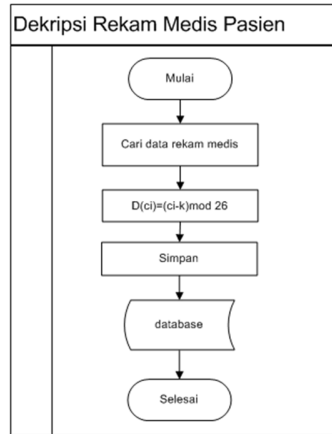 Dekripsi Rekam Medis Pasien
Mulai
Cari data rekam medis
D(ci)=(ci-k)mod 26
Simpan
database
Selesai